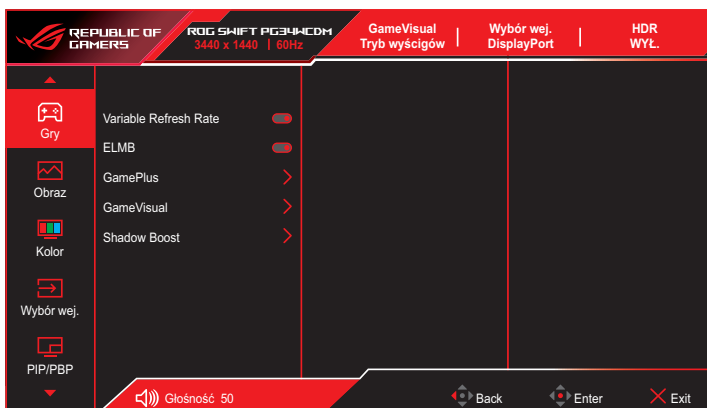 REPUBLIC OF
GAMERS
ROG SWIFT PG34WCDM
3440 x 1440 | 60Hz
GameVisual
Tryb wyścigów
Wybór wej.
DisplayPort
HDR
WYŁ.
Gry
Obraz
Kolor
Wybór wej.
PIP/PBP
Variable Refresh Rate
ELMB
GamePlus
GameVisual
Shadow Boost
Głośność 50
Back
Enter
Exit